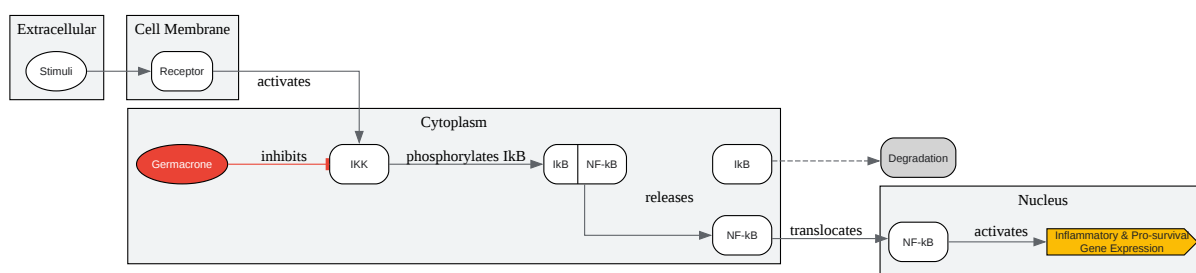 Extracellular
Cell Membrane
Stimuli
Receptor
activates
Cytoplasm
Germacrone
inhibits
IKK
phosphorylates IkB
IkB
NF-kB
releases
IkB
Degradation
NF-kB
translocates
Nucleus
NF-kB
activates
Inflammatory & Pro-survival
Gene Expression